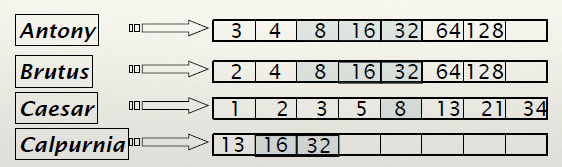 Antony 3 4 8 16 32 64 128
Brutus 2 4 8 16 32 64 128
Caesar 1 2 3 5 8 13 21 34
Calpurnia 13 16 32